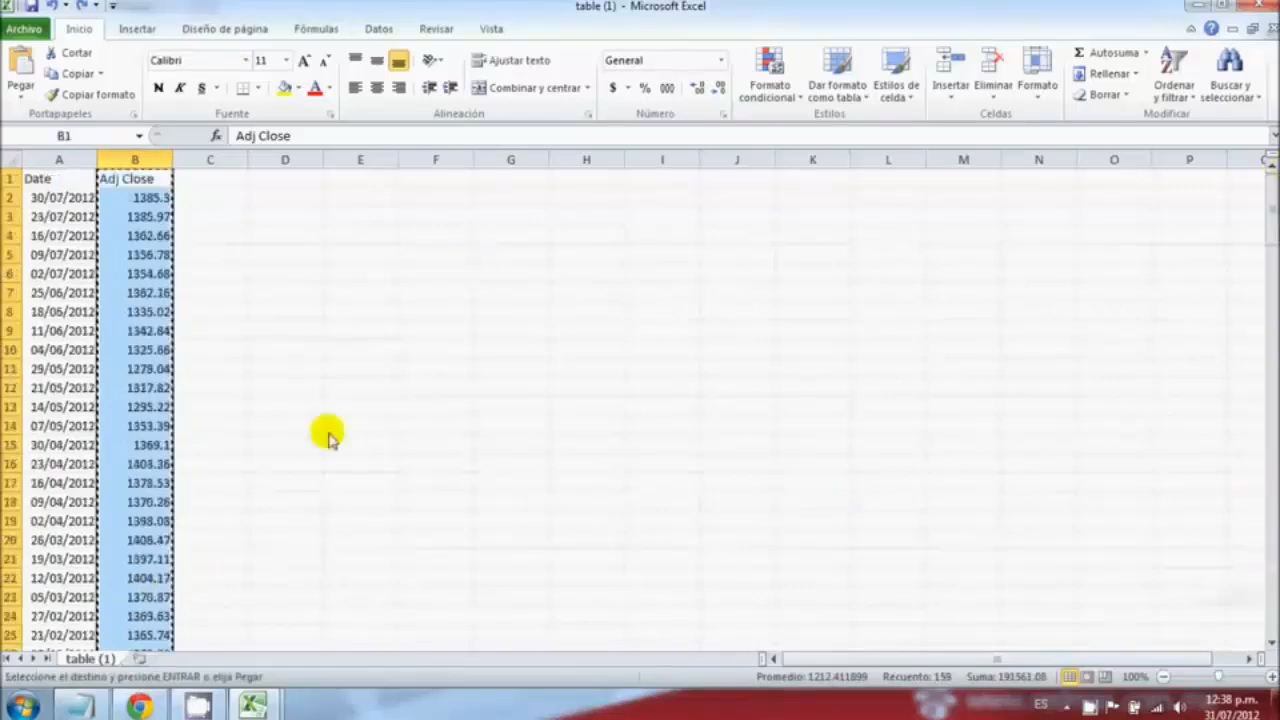 table (1) - Microsoft Excel
Archivo Inicio Insertar Diseño de página Fórmulas Datos Revisar Vista
Pegar
Cortar
Copiar
Copiar formato
Portapapeles
Calibri 11
N K S
Fuente
Ajustar texto
Combinar y centrar
Alineación
General
$ % 000
Número
Formato condicional
Dar formato como tabla
Estilos de celda
Estilos
Insertar Eliminar Formato
Celdas
Autosuma
Rellenar
Borrar
Ordenar y filtrar
Buscar y seleccionar
Modificar
B1 fx Adj Close
A B C D E F G H I J K L M N O P
1 Date Adj Close
2 30/07/2012 1385.3
3 23/07/2012 1385.97
4 16/07/2012 1362.66
5 09/07/2012 1356.78
6 02/07/2012 1354.68
7 25/06/2012 1362.16
8 18/06/2012 1335.02
9 11/06/2012 1342.84
10 04/06/2012 1325.66
11 29/05/2012 1278.04
12 21/05/2012 1317.82
13 14/05/2012 1295.22
14 07/05/2012 1353.39
15 30/04/2012 1369.1
16 23/04/2012 1403.36
17 16/04/2012 1378.53
18 09/04/2012 1370.26
19 02/04/2012 1398.08
20 26/03/2012 1408.47
21 19/03/2012 1397.11
22 12/03/2012 1404.17
23 05/03/2012 1370.87
24 27/02/2012 1369.63
25 21/02/2012 1365.74
table (1)
Seleccione el destino y presione ENTRAR o elija Pegar Promedio: 1212.411899 Recuento: 159 Suma: 191561.08 100%
ES 12:38 p.m.
31/07/2012